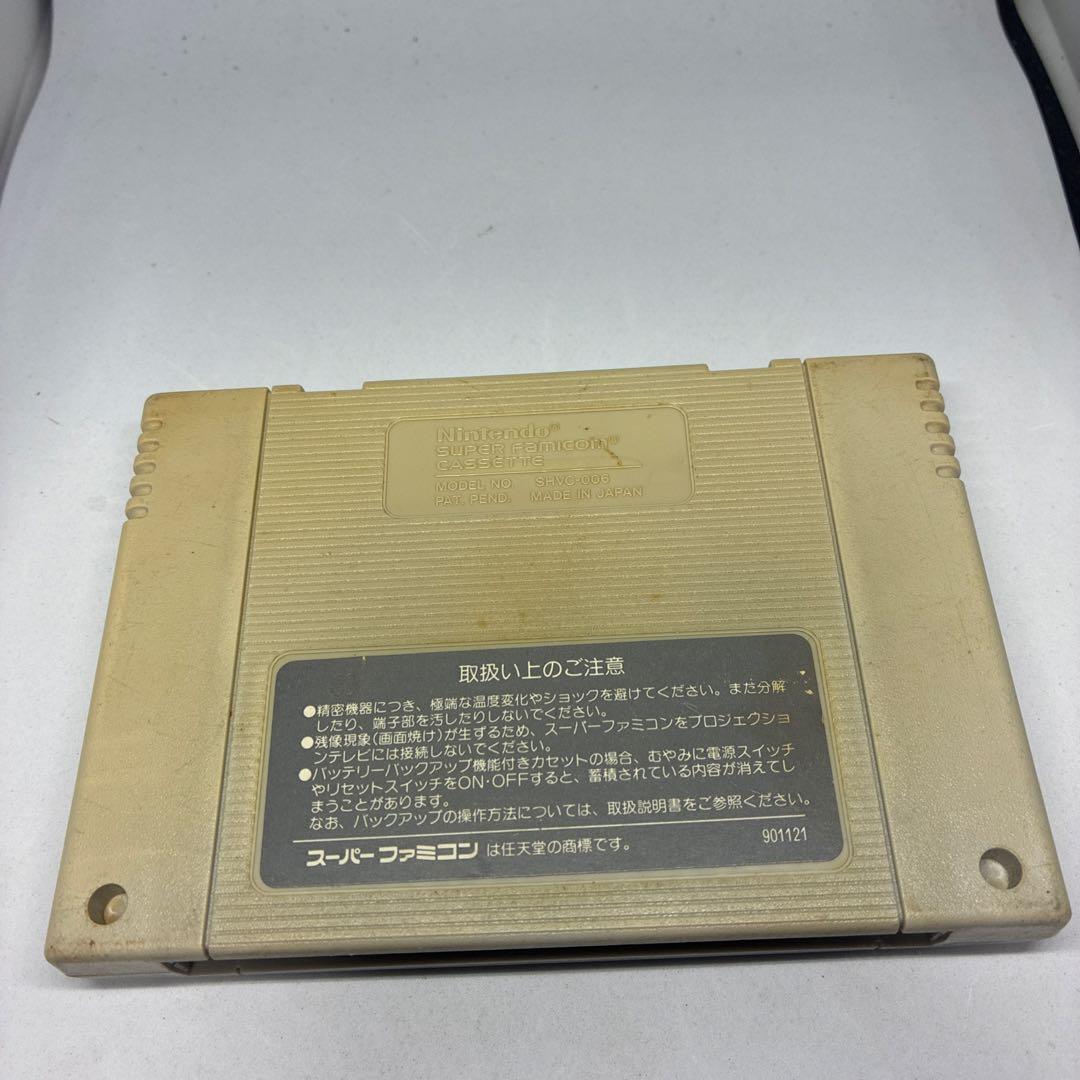 Nintendo®
SUPER Famicom®
CASSETTE
MODEL NO. SHVC-006
PAT. PEND. MADE IN JAPAN
取扱い上のご注意
●精密機器につき、極端な温度変化やショックを避けてください。また分解
したり、端子部を汚したりしないでください。
●残像現象(画面焼け)が生ずるため、スーパーファミコンをプロジェクショ
ンテレビには接続しないでください。
●バッテリーバックアップ機能付きカセットの場合、むやみに電源スイッチ
やリセットスイッチをON・OFFすると、蓄積されている内容が消えてし
まうことがあります。
なお、バックアップの操作方法については、取扱説明書をご参照ください。
スーパーファミコン は任天堂の商標です。 901121